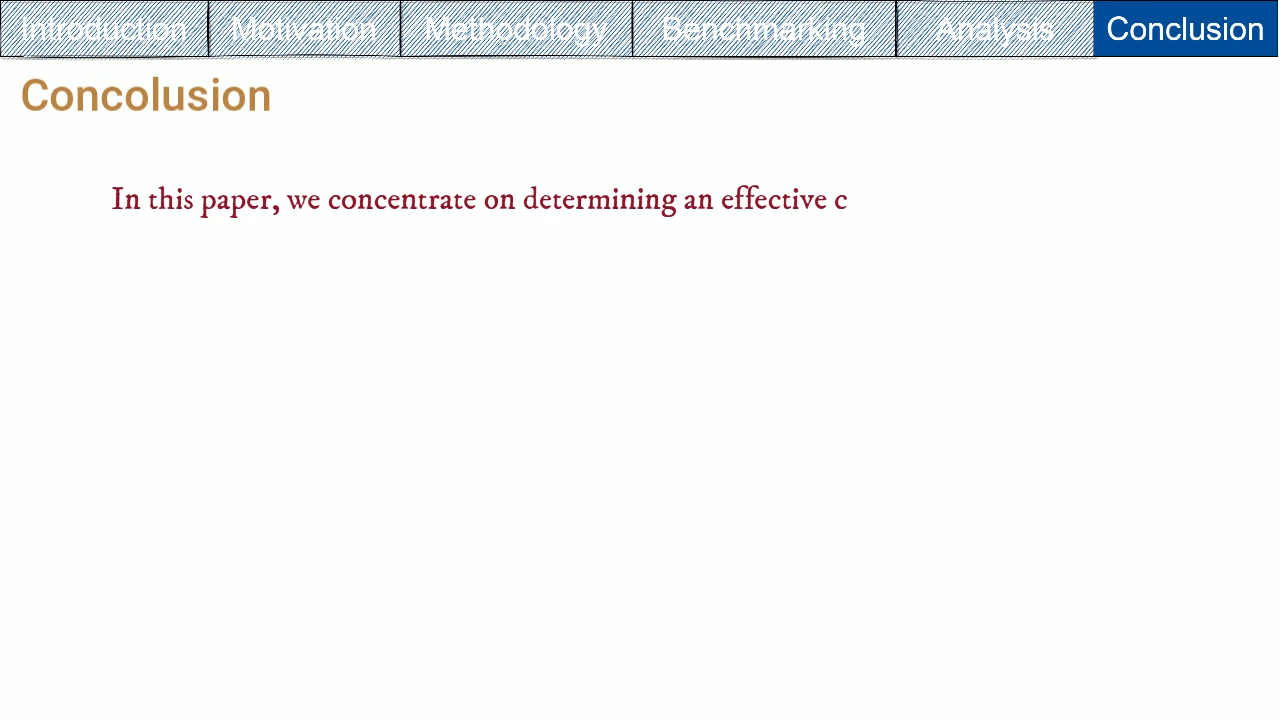 Introduction Motivation Methodology Benchmarking Analysis Conclusion
Concolusion
In this paper, we concentrate on determining an effective c